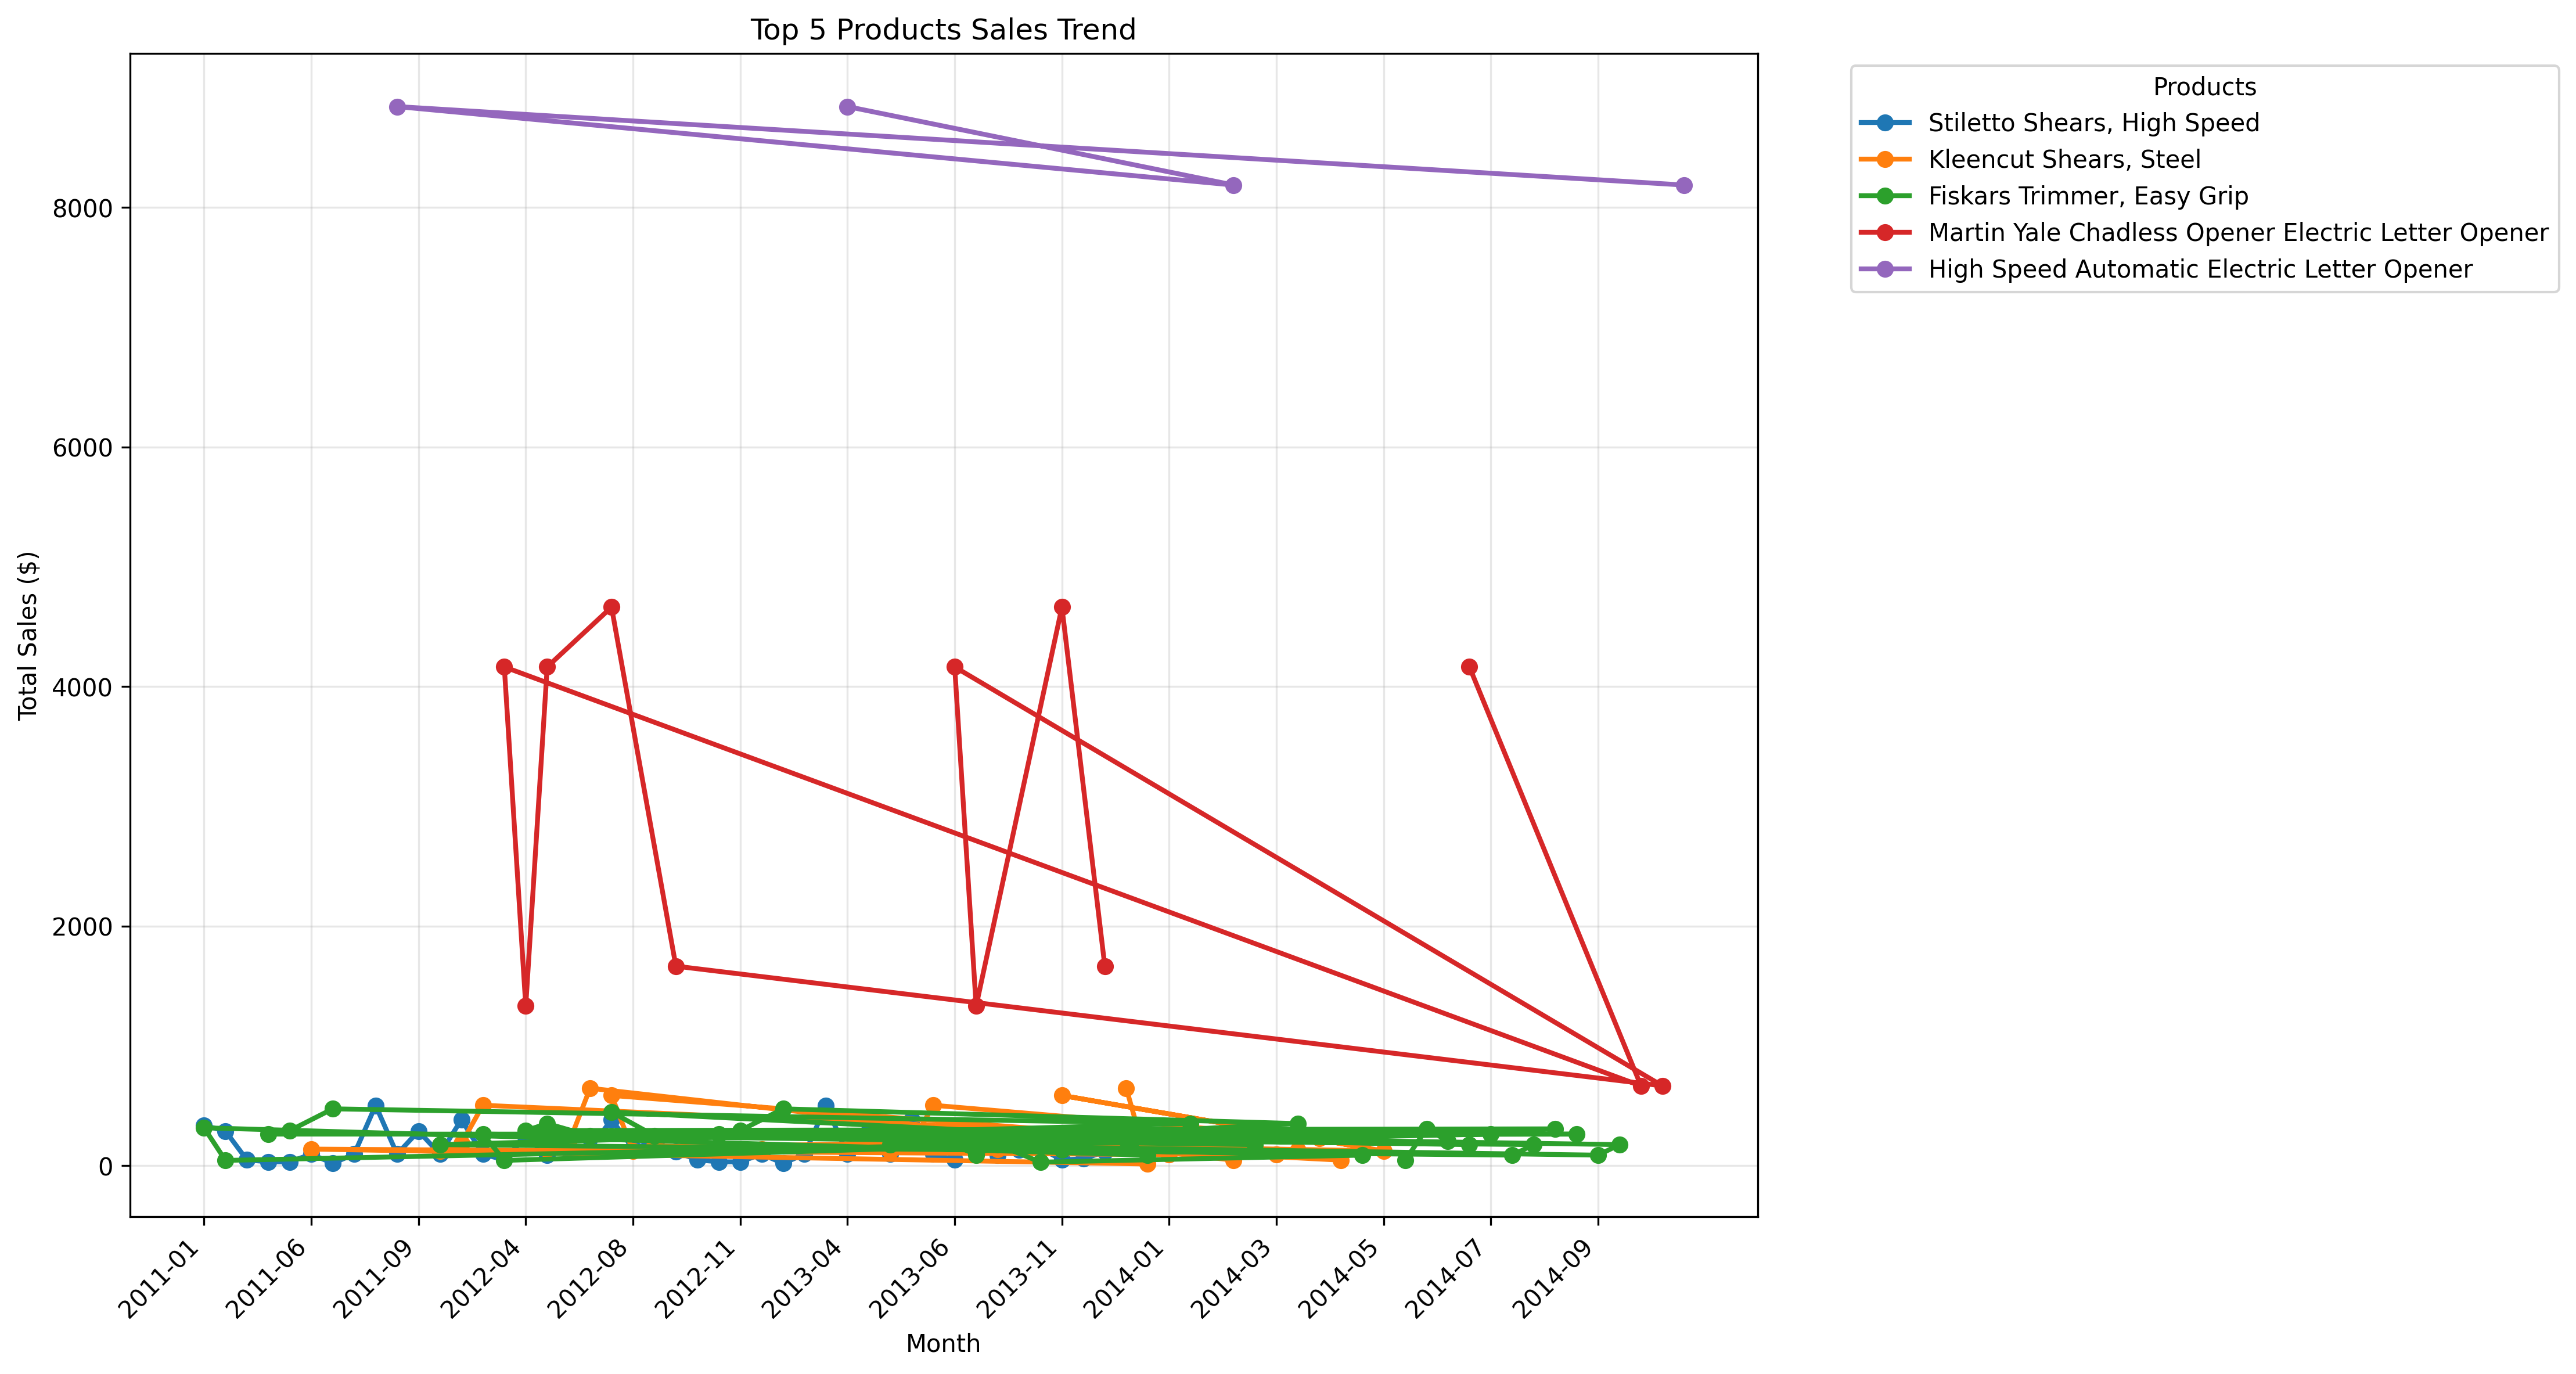 Top 5 Products Sales Trend
Products
Stiletto Shears, High Speed
Kleencut Shears, Steel
Fiskars Trimmer, Easy Grip
Martin Yale Chadless Opener Electric Letter Opener
High Speed Automatic Electric Letter Opener
Total Sales ($)
8000
6000
4000
2000
0
2011-01
2011-06
2011-09
2012-04
2012-08
2012-11
2013-04
2013-06
2013-11
2014-01
2014-03
2014-05
2014-07
2014-09
Month